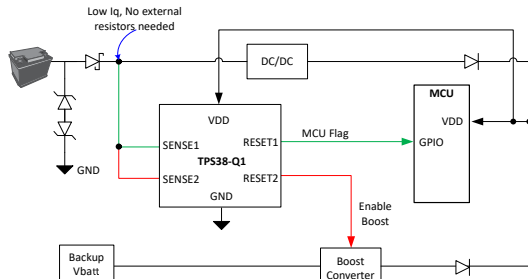 Low Iq, No external
resistors needed
DC/DC
MCU
VDD
VDD
GPIO
SENSE1
RESET1
MCU Flag
TPS38-Q1
SENSE2
RESET2
GND
GND
Enable
Boost
Backup
Vbatt
Boost
Converter